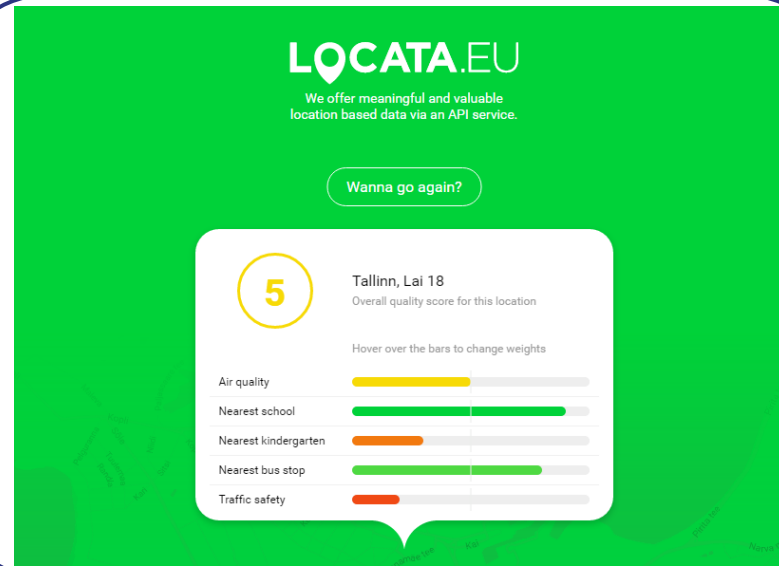 LOCATA.EU
We offer meaningful and valuable
location based data via an API service.
Wanna go again?
5
Tallinn, Lai 18
Overall quality score for this location
Hover over the bars to change weights
Air quality
Nearest school
Nearest kindergarten
Nearest bus stop
Traffic safety
Kai